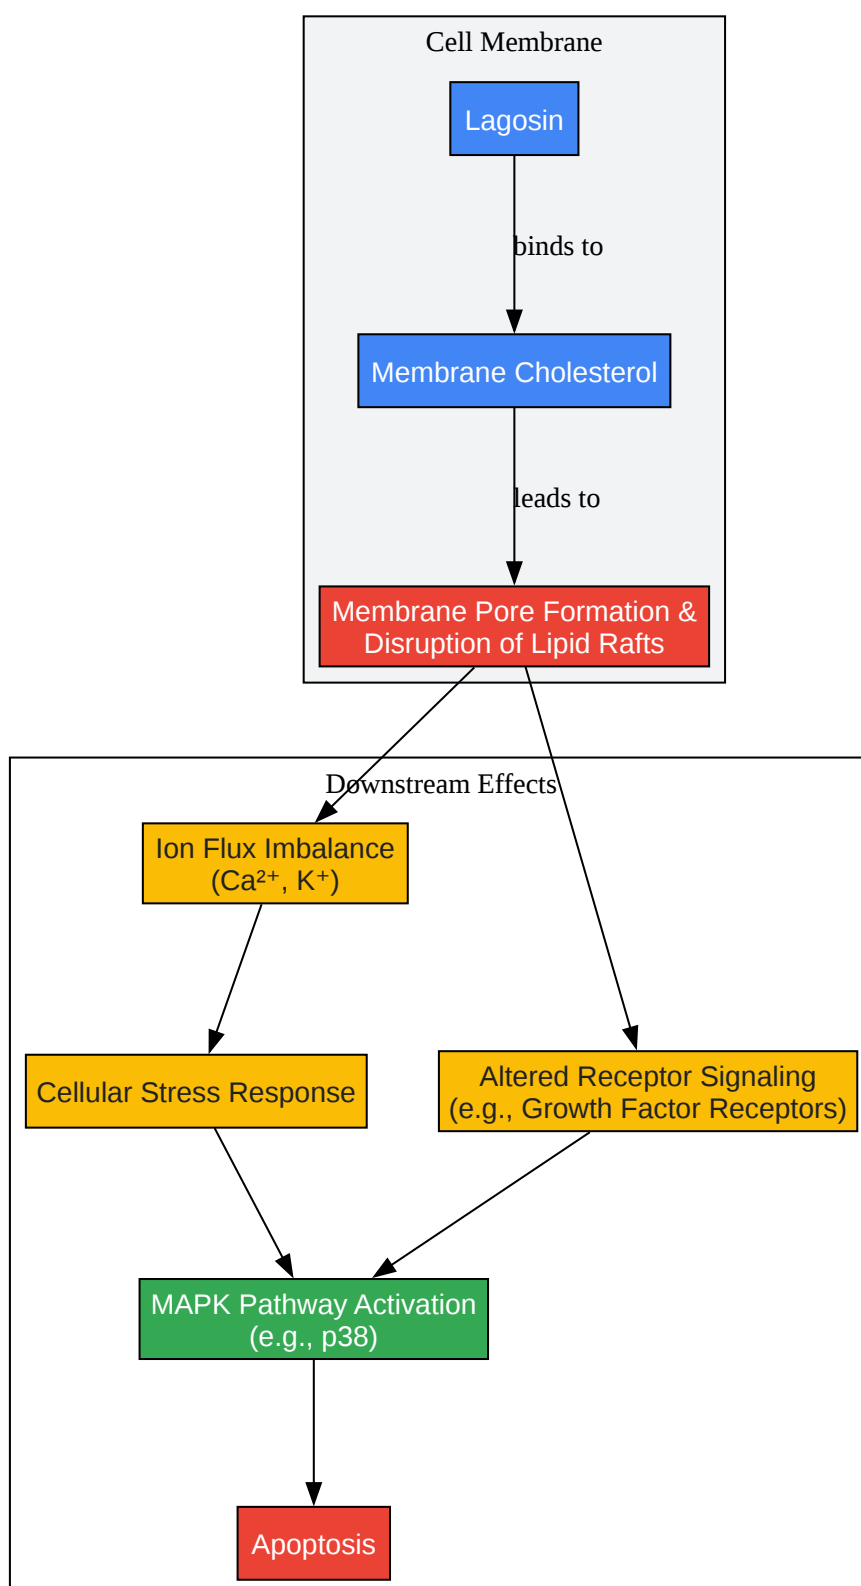 Cell Membrane
Lagosin
binds to
Membrane Cholesterol
leads to
Membrane Pore Formation &
Disruption of Lipid Rafts
Downstream Effects
Ion Flux Imbalance
(Ca²⁺, K⁺)
Cellular Stress Response
Altered Receptor Signaling
(e.g., Growth Factor Receptors)
MAPK Pathway Activation
(e.g., p38)
Apoptosis